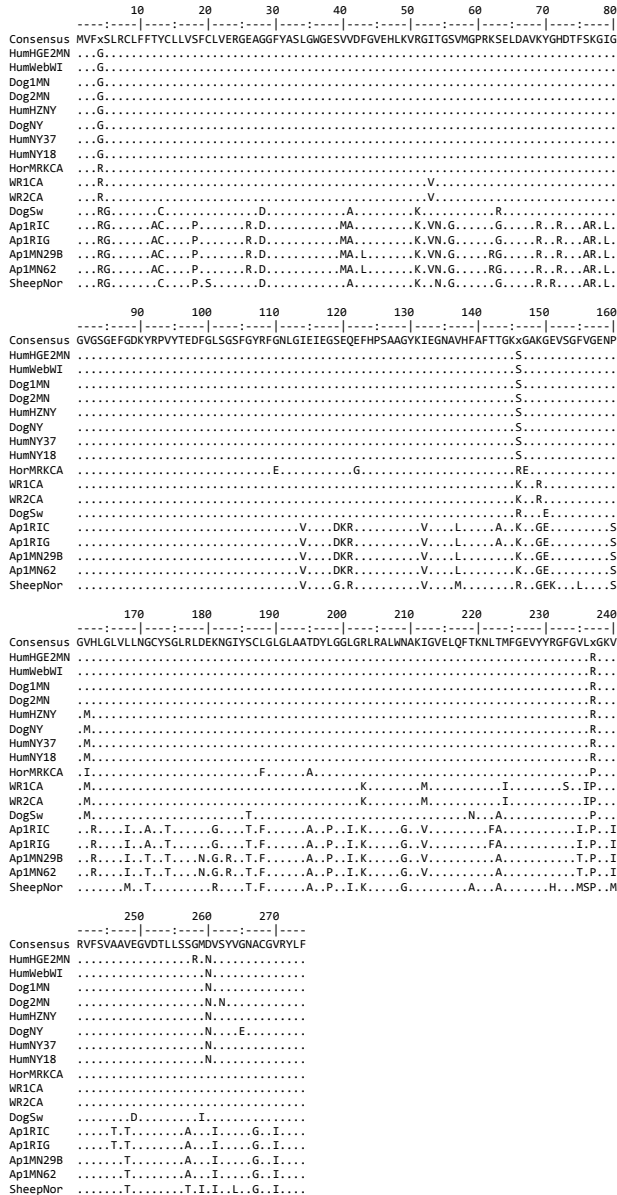 10 20 30 40 50 60 70 80
----:----|----:----|----:----|----:----|----:----|----:----|----:----|----:----|
Consensus MVFxSLRCLFFTYCLLVSFCLVERGEAGGFYASLGWGESVVDFGVEHLKVRGITGSVMGPRKSELDAVKYGHDTFSKGIG
HumHGE2MN ...G............................................................................
HumWebWI ...G............................................................................
Dog1MN ...G............................................................................
Dog2MN ...G............................................................................
HumHZNY ...G............................................................................
DogNY ...G............................................................................
HumNY37 ...G............................................................................
HumNY18 ...G............................................................................
HorMRKCA ...R............................................................................
WR1CA ...R................................................V...........................
WR2CA ...R................................................V...........................
DogSw ...RG.......C..............D............A.........K...........R.................
Ap1RIC ...RG......AC....P.......R.D...........MA.........K.VN.G......G.....R..R...AR.L.
Ap1RIG ...RG......AC....P.......R.D...........MA.........K.VN.G......G.....R..R...AR.L.
Ap1MN29B ...RG......AC....P.......R.D...........MA.L.......K.VN.G.....RG.....R..R...AR.L.
Ap1MN62 ...RG......AC....P.......R.D...........MA.L.......K.VN.G.....RG.....R..R...AR.L.
SheepNor ...RG............P.S.......D............A.........K..N.G......G.....R.R....AR.L.
90 100 110 120 130 140 150 160
----:----|----:----|----:----|----:----|----:----|----:----|----:----|----:----|
Consensus GVGSGEFGDKYRPVYTEDFGLSGSFGYRFGNLGIEIEGSEQEFHPSAAGYKIEGNAVHFAFTTGKxGAKGEVSGFVGENP
HumHGE2MN .................................................................S..............
HumWebWI .................................................................S..............
Dog1MN .................................................................S..............
Dog2MN .................................................................S..............
HumHZNY .................................................................S..............
DogNY .................................................................S..............
HumNY37 .................................................................S..............
HumNY18 .................................................................S..............
HorMRKCA .............................E...........G.......................SE.............
WR1CA .................................................................K..R...........
WR2CA .................................................................K..R...........
DogSw .................................................................R...E..........
Ap1RIC .................................V....DKR..........V....L.....A..K..GE.........S
Ap1RIG .................................V....DKR..........V....L.....A..K..GE.........S
Ap1MN29B .................................V....DKR..........V....L........K..GE.........S
Ap1MN62 .................................V....DKR..........V....L........K..GE.........S
SheepNor .................................V....G.R..........V....M........R..GEK...L....S
170 180 190 200 210 220 230 240
----:----|----:----|----:----|----:----|----:----|----:----|----:----|----:----|
Consensus GVHLGLVLLNGCYSGLRLDEKNGIYSCLGLGLAATDYLGGLGRLRALWNAKIGVELQFTKNLTMFGEVYYRGFGVLxGKV
HumHGE2MN ............................................................................R...
HumWebWI ............................................................................R...
Dog1MN ............................................................................R...
Dog2MN ............................................................................R...
HumHZNY .M..........................................................................R...
DogNY .M..........................................................................R...
HumNY37 .M..........................................................................R...
HumNY18 .M..........................................................................R...
HorMRKCA .I.........................F......A.........................................P...
WR1CA .M........................................K........M...........I........S..IP...
WR2CA .M........................................K........M...........I...........IP...
DogSw .M.......................T................................N...A.............P...
Ap1RIC ..R....I..A..T......G....T.F......A..P..I.K.....G..V.........FA...........I.P..I
Ap1RIG ..R....I..A..T......G....T.F......A..P..I.K.....G..V.........FA...........I.P..I
Ap1MN29B ..R....I..T..T....N.G.R..T.F......A..P..I.K.....G..V..........A...........T.P..I
Ap1MN62 ..R....I..T..T....N.G.R..T.F......A..P..I.K.....G..V..........A...........T.P..I
SheepNor .......M..T.........C....T.F......A..P..I.K.....G.........A...A.......H...MSP..M
250 260 270
----:----|----:----|----:----|----
Consensus RVFSVAAVEGVDTLLSSGMDVSYVGNACGVRYLF
HumHGE2MN .................R.N..............
HumWebWI ...................N..............
Dog1MN ...................N..............
Dog2MN ...................N.N............
HumHZNY ...................N..............
DogNY ...................N....E.........
HumNY37 ...................N..............
HumNY18 ...................N..............
HorMRKCA ..................................
WR1CA ..................................
WR2CA ..................................
DogSw ........D.........I...............
Ap1RIC .....T.T........A...I.....G..I....
Ap1RIG .....T.T........A...I.....G..I....
Ap1MN29B .......T........A...I.....G..I....
Ap1MN62 .......T........A...I.....G..I....
SheepNor .......T........T.I.I..L..G..I....